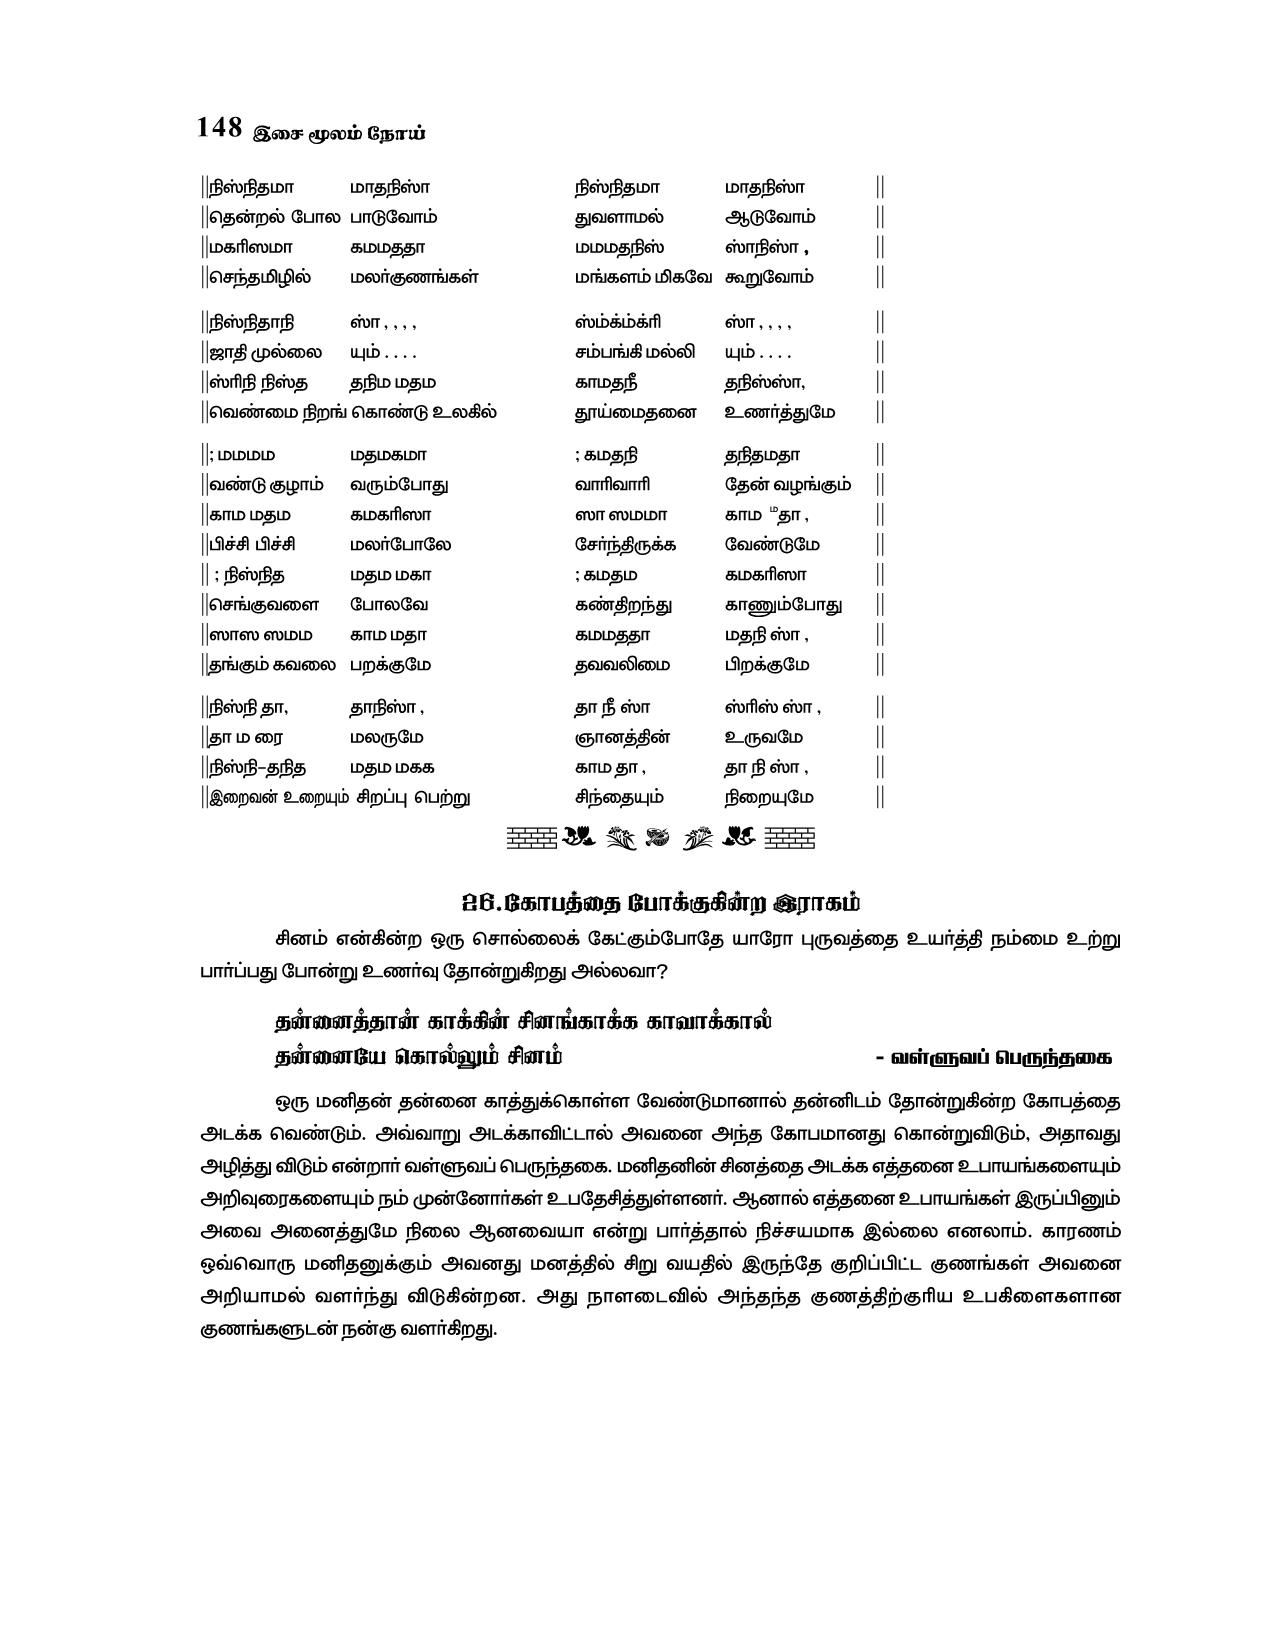 148 இசை மூலம் நோய்
||நிஸ்நிதமா மாதநிஸா நிஸ்நிதமா மாதநிஸா ||
||தென்றல் போல பாடுவோம் துவளாமல் ஆடுவோம் ||
||மகரிஸமா கமமததா மமமதநிஸ் ஸ்ாநிஸா , ||
||செந்தமிழில் மலர்குணங்கள் மங்களம் மிகவே கூறுவோம் ||
||நிஸ்நிதாநி ஸ்ா , , , , ஸ்ம்க்ம்க்ரி ஸ்ா , , , , ||
||ஜாதி முல்லை யும் . . . . சம்பங்கி மல்லி யும் . . . . ||
||ஸ்ரிநி நிஸ்த தநிம மதம காமதநீ தநிஸ்ஸ்ா, ||
||வெண்மை நிறங் கொண்டு உலகில் தூய்மைதனை உணர்த்துமே ||
||; மமமம மதமகமா ; கமதநி தநிதமதா ||
||வண்டு குழாம் வரும்போது வாரிவாரி தேன் வழங்கும் ||
||காம மதம கமகரிஸா ஸா ஸமமா காம ம தா , ||
||பிச்சி பிச்சி மலர்போலே சேர்ந்திருக்க வேண்டுமே ||
|| ; நிஸ்நித மதம மகா ; கமதம கமகரிஸா ||
||செங்குவளை போலவே கண்திறந்து காணும்போது ||
||ஸாஸ ஸமம காம மதா கமமததா மதநி ஸ்ா , ||
||தங்கும் கவலை பறக்குமே தவவலிமை பிறக்குமே ||
||நிஸ்நி தா, தாநிஸ்ா , தா நீ ஸ்ா ஸ்ரிஸ் ஸ்ா , ||
||தா ம ரை மலருமே ஞானத்தின் உருவமே ||
||நிஸ்நி–தநித மதம மகக காம தா , தா நி ஸ்ா , ||
||இறைவன் உறையும் சிறப்பு பெற்று சிந்தையும் நிறையுமே ||
26.கோபத்தை போக்குகின்ற இராகம்
சினம் என்கின்ற ஒரு சொல்லைக் கேட்கும்போதே யாரோ புருவத்தை உயர்த்தி நம்மை உற்று
பார்ப்பது போன்று உணர்வு தோன்றுகிறது அல்லவா?
தன்னைத்தான் காக்கின் சினங்காக்க காவாக்கால்
தன்னையே கொல்லும் சினம் - வள்ளுவப் பெருந்தகை
ஒரு மனிதன் தன்னை காத்துக்கொள்ள வேண்டுமானால் தன்னிடம் தோன்றுகின்ற கோபத்தை
அடக்க வேண்டும். அவ்வாறு அடக்காவிட்டால் அவனை அந்த கோபமானது கொன்றுவிடும், அதாவது
அழித்து விடும் என்றார் வள்ளுவப் பெருந்தகை. மனிதனின் சினத்தை அடக்க எத்தனை உபாயங்களையும்
அறிவுரைகளையும் நம் முன்னோர்கள் உபதேசித்துள்ளனர். ஆனால் எத்தனை உபாயங்கள் இருப்பினும்
அவை அனைத்துமே நிலை ஆனவையா என்று பார்த்தால் நிச்சயமாக இல்லை எனலாம். காரணம்
ஒவ்வொரு மனிதனுக்கும் அவனது மனத்தில் சிறு வயதில் இருந்தே குறிப்பிட்ட குணங்கள் அவனை
அறியாமல் வளர்ந்து விடுகின்றன. அது நாளடைவில் அந்தந்த குணத்திற்குரிய உபகிளைகளான
குணங்களுடன் நன்கு வளர்கிறது.